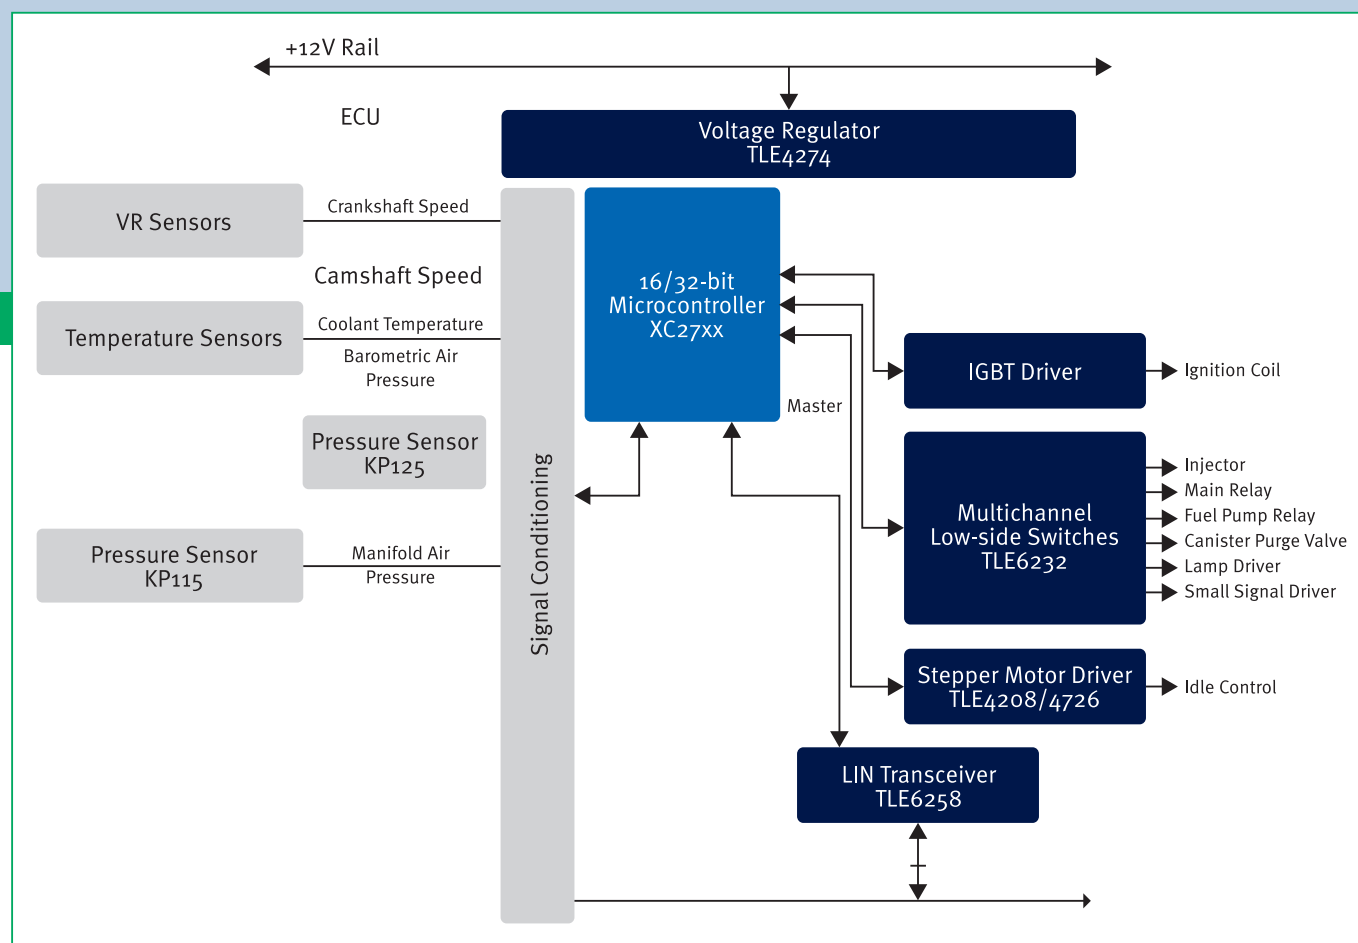 +12V Rail
ECU
Voltage Regulator
TLE4274
VR Sensors
Crankshaft Speed
Camshaft Speed
Temperature Sensors
Coolant Temperature
Barometric Air
Pressure
Pressure Sensor
KP125
Pressure Sensor
KP115
Manifold Air
Pressure
Signal Conditioning
16/32-bit
Microcontroller
XC27xx
Master
IGBT Driver
Ignition Coil
Multichannel
Low-side Switches
TLE6232
Injector
Main Relay
Fuel Pump Relay
Canister Purge Valve
Lamp Driver
Small Signal Driver
Stepper Motor Driver
TLE4208/4726
Idle Control
LIN Transceiver
TLE6258